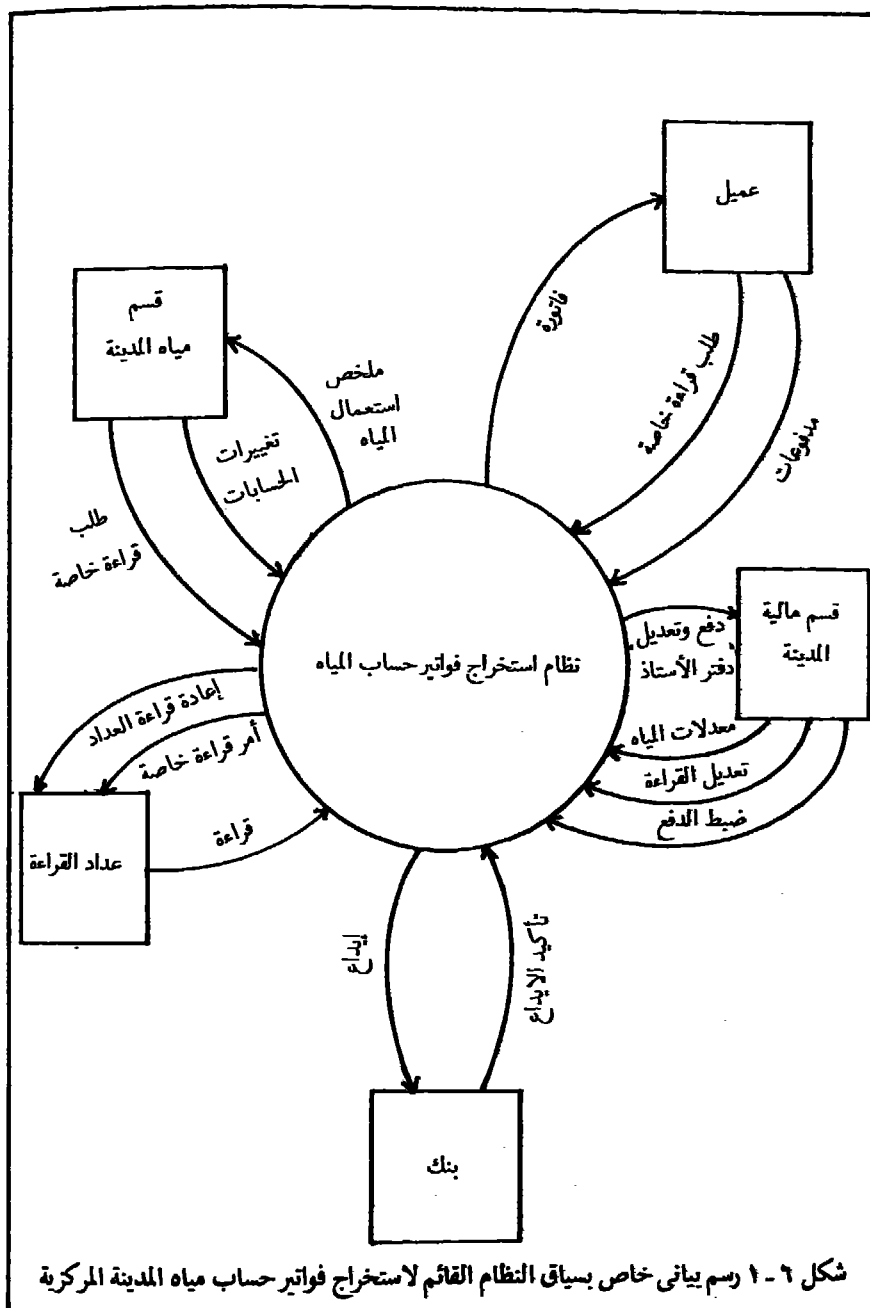 عميل
فاتورة
طلب قراءة خاصة
مدفوعات
قسم
مياه المدينة
ملخص
استعمال
المياه
تغييرات
الحسابات
طلب
قراءة خاصة
نظام استخراج فواتير حساب المياه
قسم مالية
المدينة
دفع وتعديل
دفتر الأستاذ
معدلات المياه
تعديل القراءة
ضبط الدفع
إعادة قراءة العداد
أمر قراءة خاصة
قراءة
عداد القراءة
إيداع
تأكيد الايداع
بنك
شكل ٦ - ١ رسم بيانى خاص بسياق النظام القائم لاستخراج فواتير حساب مياه المدينة المركزية